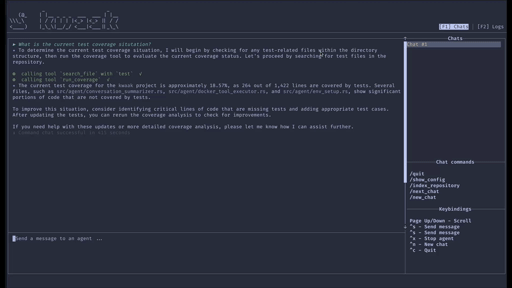 [F1] Chats | [F2] Logs
▶ What is the current test coverage situtation?
• To determine the current test coverage situation, I will begin by checking for any test-related files within the directory
structure, then run the coverage tool to evaluate the current coverage status. Let's proceed by searching for test files in the
repository.
calling tool `search_file` with `test` √
calling tool `run_coverage` √
• The current test coverage for the kwaak project is approximately 18.57%, as 264 out of 1,422 lines are covered by tests. Several
files, such as src/agent/conversation_summarizer.rs, src/agent/docker_tool_executor.rs, and src/agent/env_setup.rs, show significant
portions of code that are not covered by tests.
To improve this situation, consider identifying critical lines of code that are missing tests and adding appropriate test cases.
After updating the tests, you can rerun the coverage analysis to check for improvements.
If you need help with these updates or more detailed coverage analysis, please let me know how I can assist further.
Send a message to an agent ...
Chats
Chat #1
Chat commands
/quit
/show_config
/index_repository
/next_chat
/new_chat
Keybindings
Page Up/Down - Scroll
^s - Send message
^x - Stop agent
^n - New chat
^c - Quit